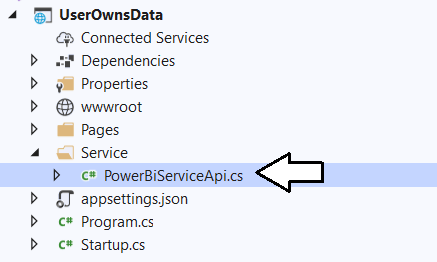 UserOwnsData
Connected Services
Dependencies
Properties
wwwroot
Pages
Service
C# PowerBiServiceApi.cs
appsettings.json
C# Program.cs
C# Startup.cs